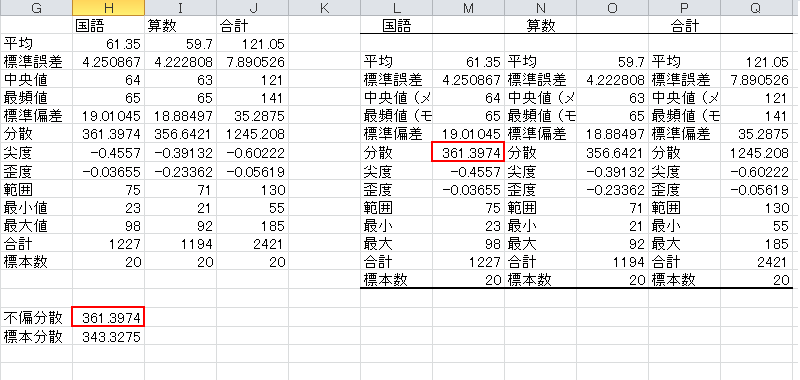 G H I J K L M N O P Q
国語 算数 合計 国語 算数 合計
平均 61.35 59.7 121.05 平均 61.35 平均 59.7 平均 121.05
標準誤差 4.250867 4.222808 7.890526 標準誤差 4.250867 標準誤差 4.222808 標準誤差 7.890526
中央値 64 63 121 中央値（メ 64 中央値（メ 63 中央値（メ 121
最頻値 65 65 141 最頻値（モ 65 最頻値（モ 65 最頻値（モ 141
標準偏差 19.01045 18.88497 35.2875 標準偏差 19.01045 標準偏差 18.88497 標準偏差 35.2875
分散 361.3974 356.6421 1245.208 分散 361.3974 分散 356.6421 分散 1245.208
尖度 -0.4557 -0.39132 -0.60222 尖度 -0.4557 尖度 -0.39132 尖度 -0.60222
歪度 -0.03655 -0.23362 -0.05619 歪度 -0.03655 歪度 -0.23362 歪度 -0.05619
範囲 75 71 130 範囲 75 範囲 71 範囲 130
最小値 23 21 55 最小 23 最小 21 最小 55
最大値 98 92 185 最大 98 最大 92 最大 185
合計 1227 1194 2421 合計 1227 合計 1194 合計 2421
標本数 20 20 20 標本数 20 標本数 20 標本数 20
不偏分散 361.3974
標本分散 343.3275